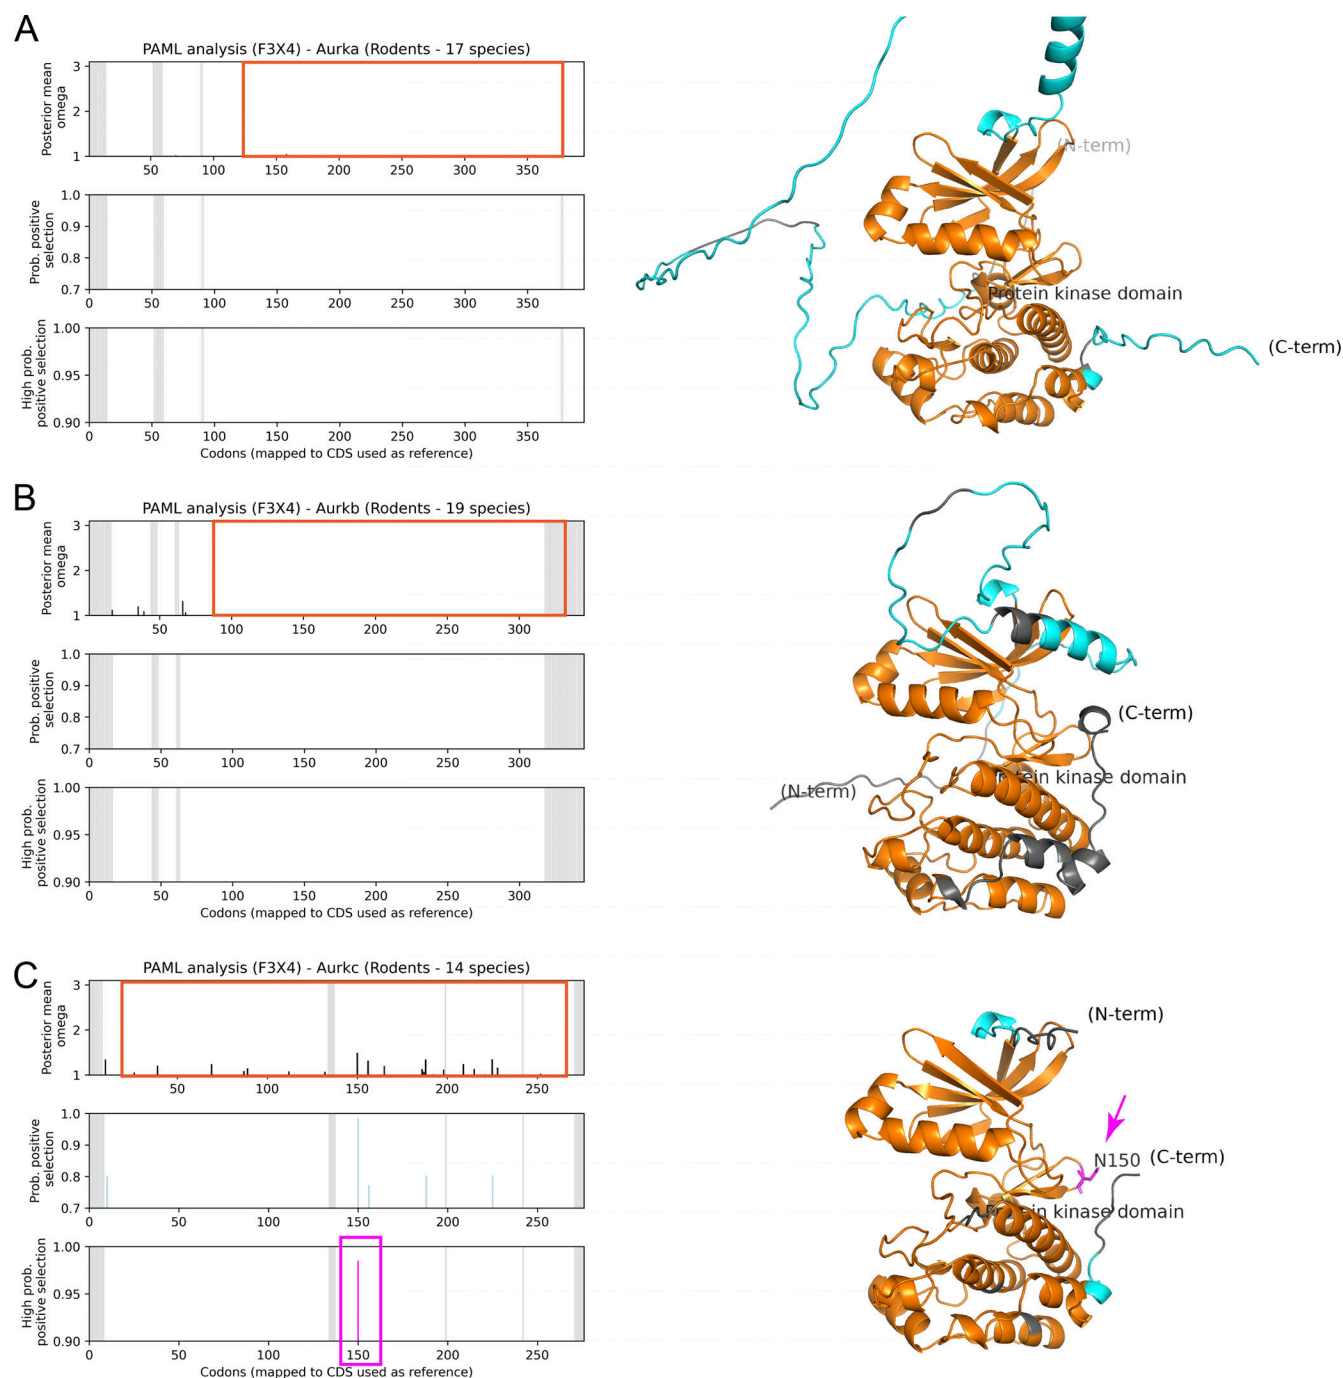 A
PAML analysis (F3X4) - Aurka (Rodents - 17 species)
Posterior mean
omega
3
2
1
50 100 150 200 250 300 350
Prob. positive
selection
1.0
0.9
0.8
0.7
0 50 100 150 200 250 300 350
High prob.
positive selection
1.00
0.95
0.90
0 50 100 150 200 250 300 350
Codons (mapped to CDS used as reference)
(N-term)
Protein kinase domain
(C-term)
B
PAML analysis (F3X4) - Aurkb (Rodents - 19 species)
Posterior mean
omega
3
2
1
50 100 150 200 250 300
Prob. positive
selection
1.0
0.9
0.8
0.7
0 50 100 150 200 250 300
High prob.
positive selection
1.00
0.95
0.90
0 50 100 150 200 250 300
Codons (mapped to CDS used as reference)
(C-term)
Protein kinase domain
(N-term)
C
PAML analysis (F3X4) - Aurkc (Rodents - 14 species)
Posterior mean
omega
3
2
1
50 100 150 200 250
Prob. positive
selection
1.0
0.9
0.8
0.7
0 50 100 150 200 250
High prob.
positive selection
1.00
0.95
0.90
0 50 100 150 200 250
Codons (mapped to CDS used as reference)
(N-term)
N150 (C-term)
Protein kinase domain